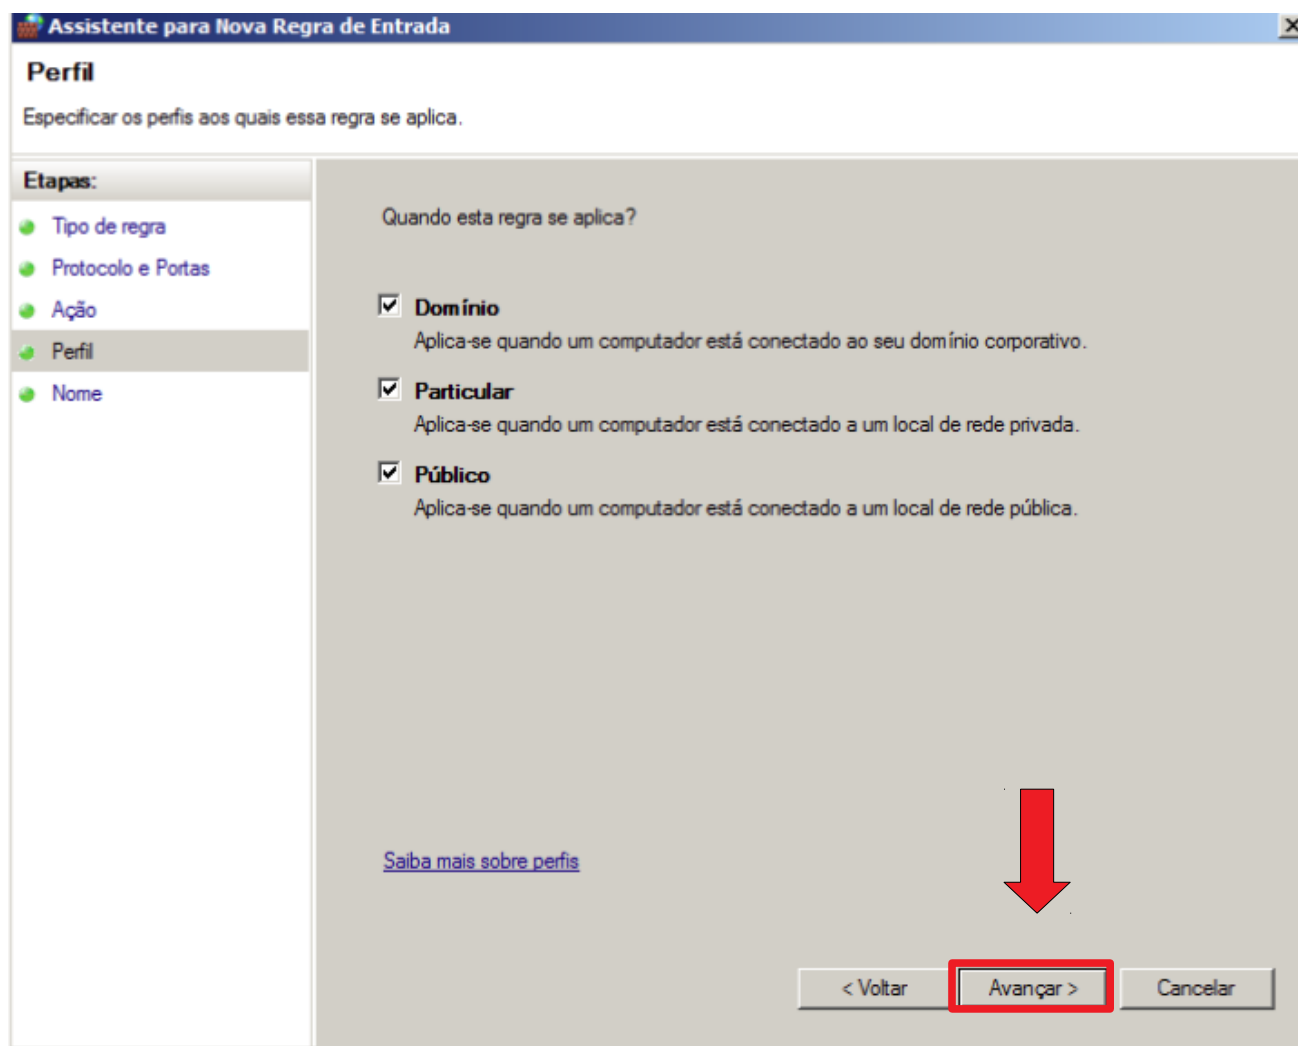 Assistente para Nova Regra de Entrada
Perfil
Especificar os perfis aos quais essa regra se aplica.
Etapas:
Tipo de regra
Protocolo e Portas
Ação
Perfil
Nome
Quando esta regra se aplica?
Domínio
Aplica-se quando um computador está conectado ao seu domínio corporativo.
Particular
Aplica-se quando um computador está conectado a um local de rede privada.
Público
Aplica-se quando um computador está conectado a um local de rede pública.
Saiba mais sobre perfis
< Voltar
Avançar >
Cancelar